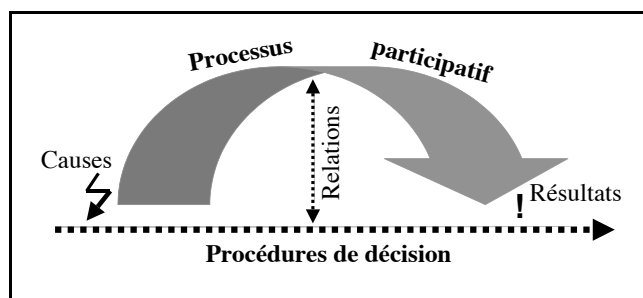 Processus participatif
Causes
Relations
! Résultats
Procédures de décision